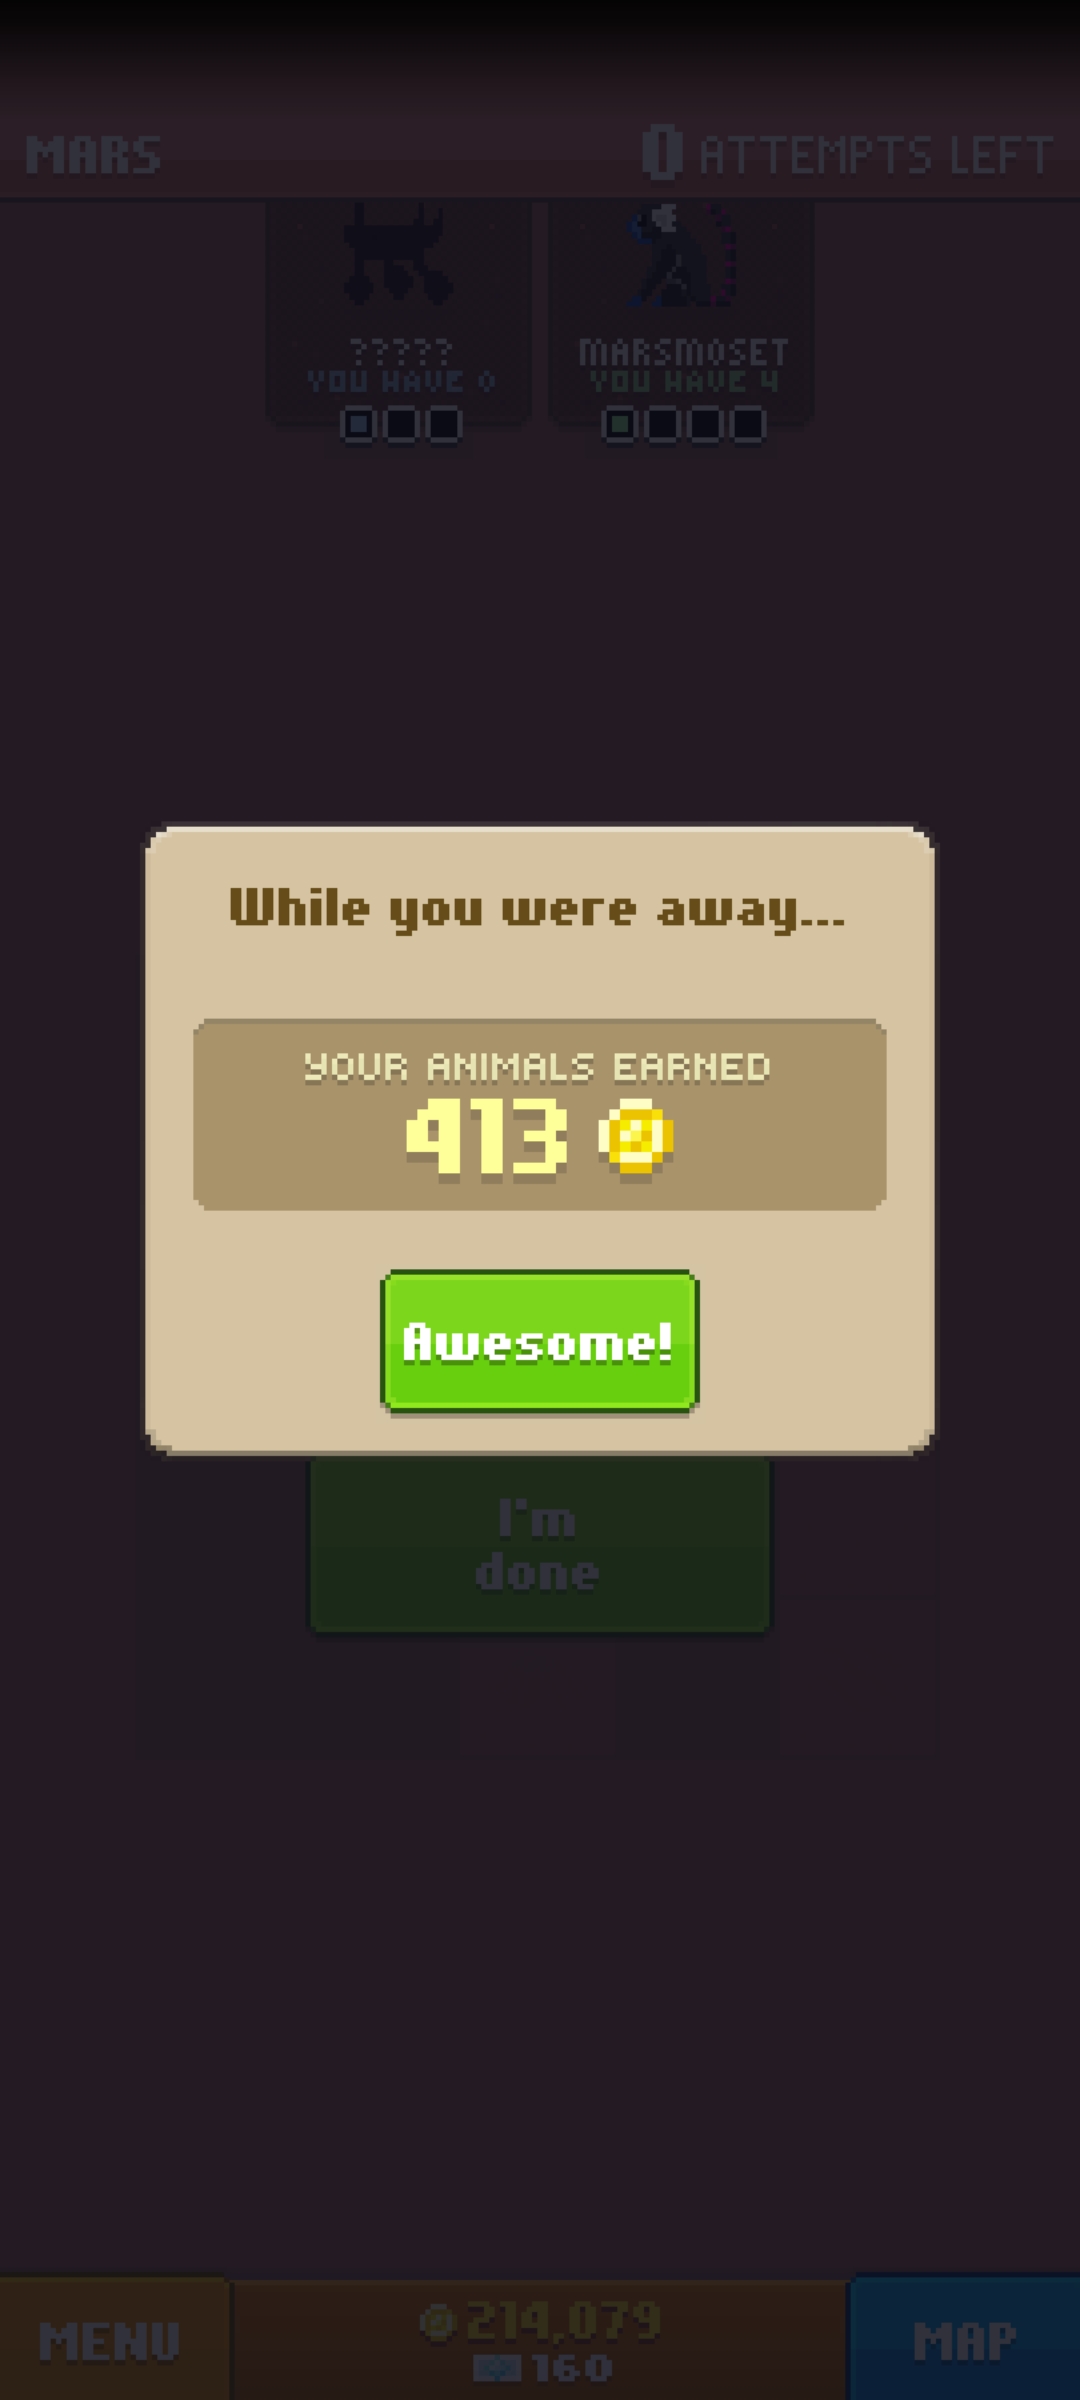 MARS
0 ATTEMPTS LEFT
?????
YOU HAVE 0
MARSMOSET
YOU HAVE 4
While you were away...
YOUR ANIMALS EARNED
413
Awesome!
I'm
done
MENU
214,079
160
MAP